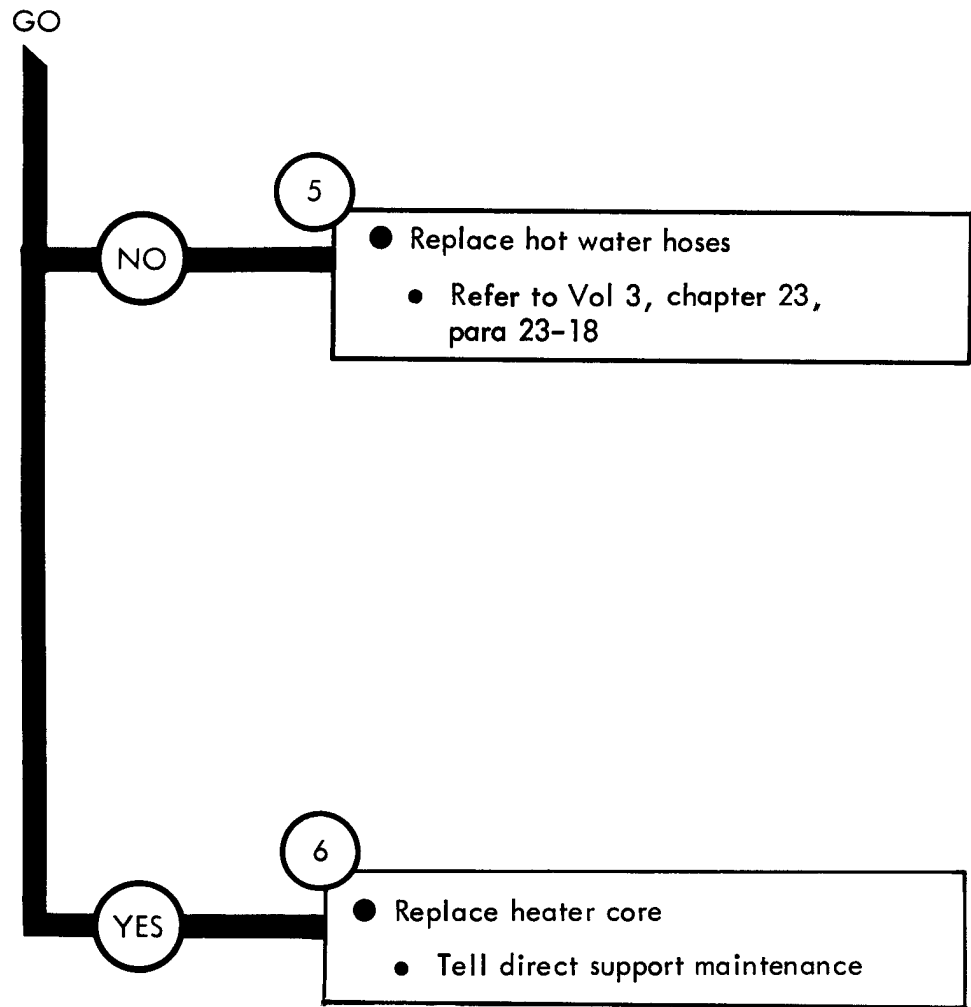 GO
5
NO
● Replace hot water hoses
● Refer to Vol 3, chapter 23,
para 23-18
6
YES
● Replace heater core
● Tell direct support maintenance